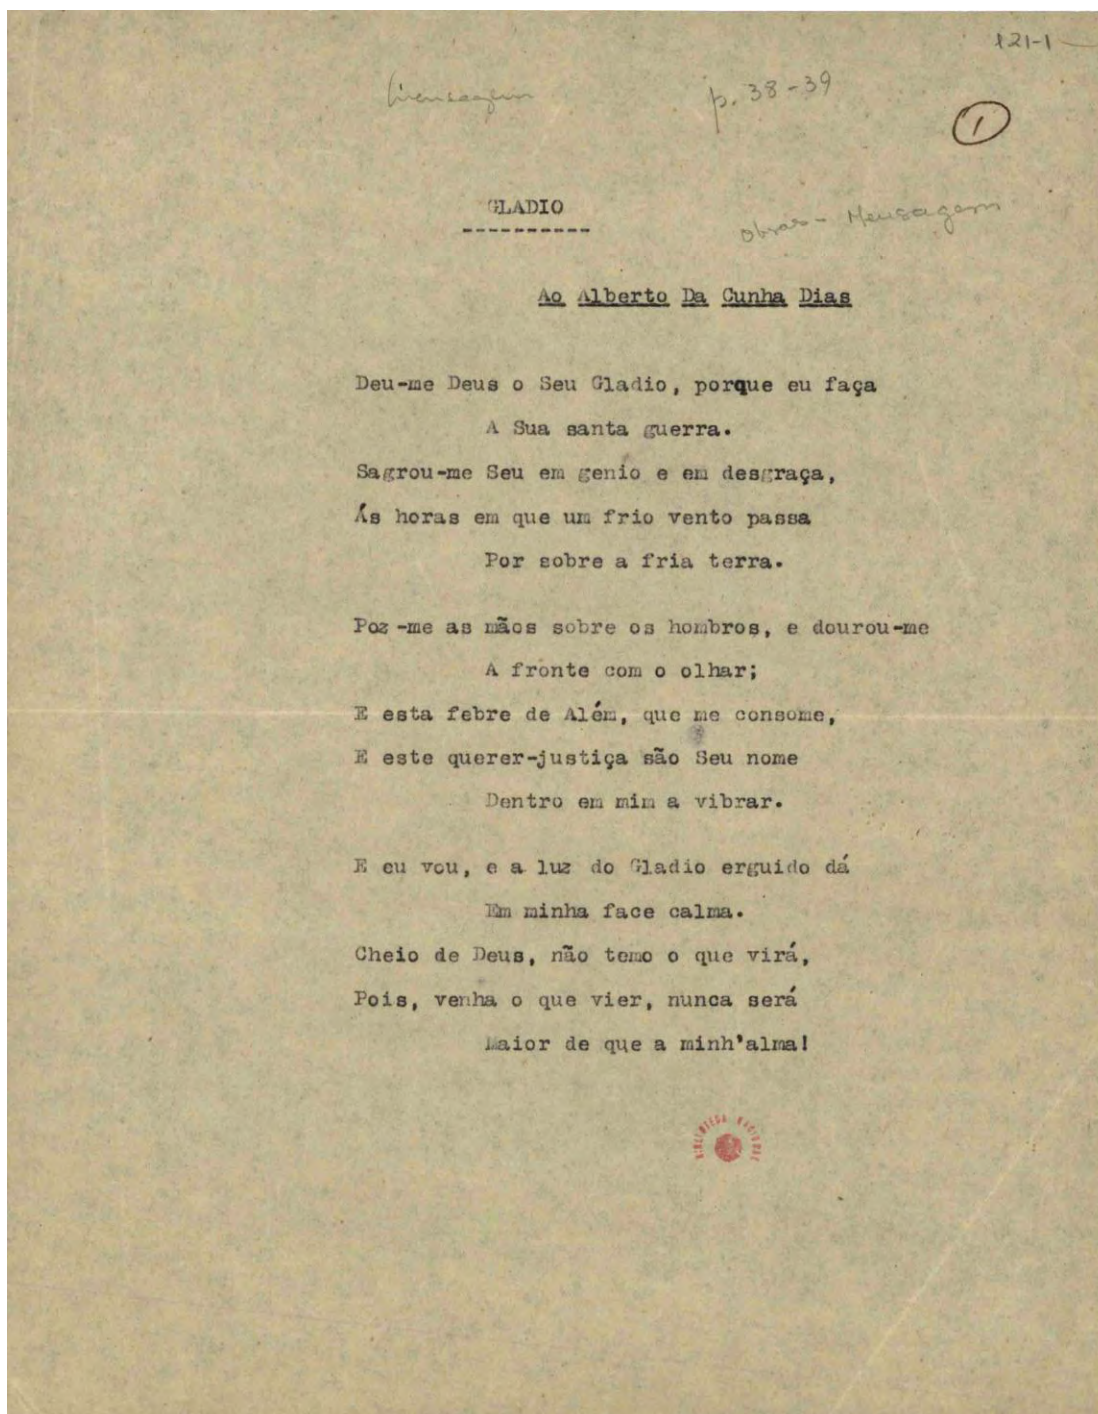 121-1
Mensagem
p. 38-39
1
GLADIO
----------
Obras - Mensagem
Ao Alberto Da Cunha Dias
Deu-me Deus o Seu Gladio, porque eu faça
A Sua santa guerra.
Sagrou-me Seu em genio e em desgraça,
Ás horas em que um frio vento passa
Por sobre a fria terra.
Poz-me as mãos sobre os hombros, e dourou-me
A fronte com o olhar;
E esta febre de Além, que me consome,
E este querer-justiça são Seu nome
Dentro em mim a vibrar.
E eu vou, e a luz do Gladio erguido dá
Em minha face calma.
Cheio de Deus, não temo o que virá,
Pois, venha o que vier, nunca será
Maior de que a minh'alma!
BIBLIOTECA NACIONAL